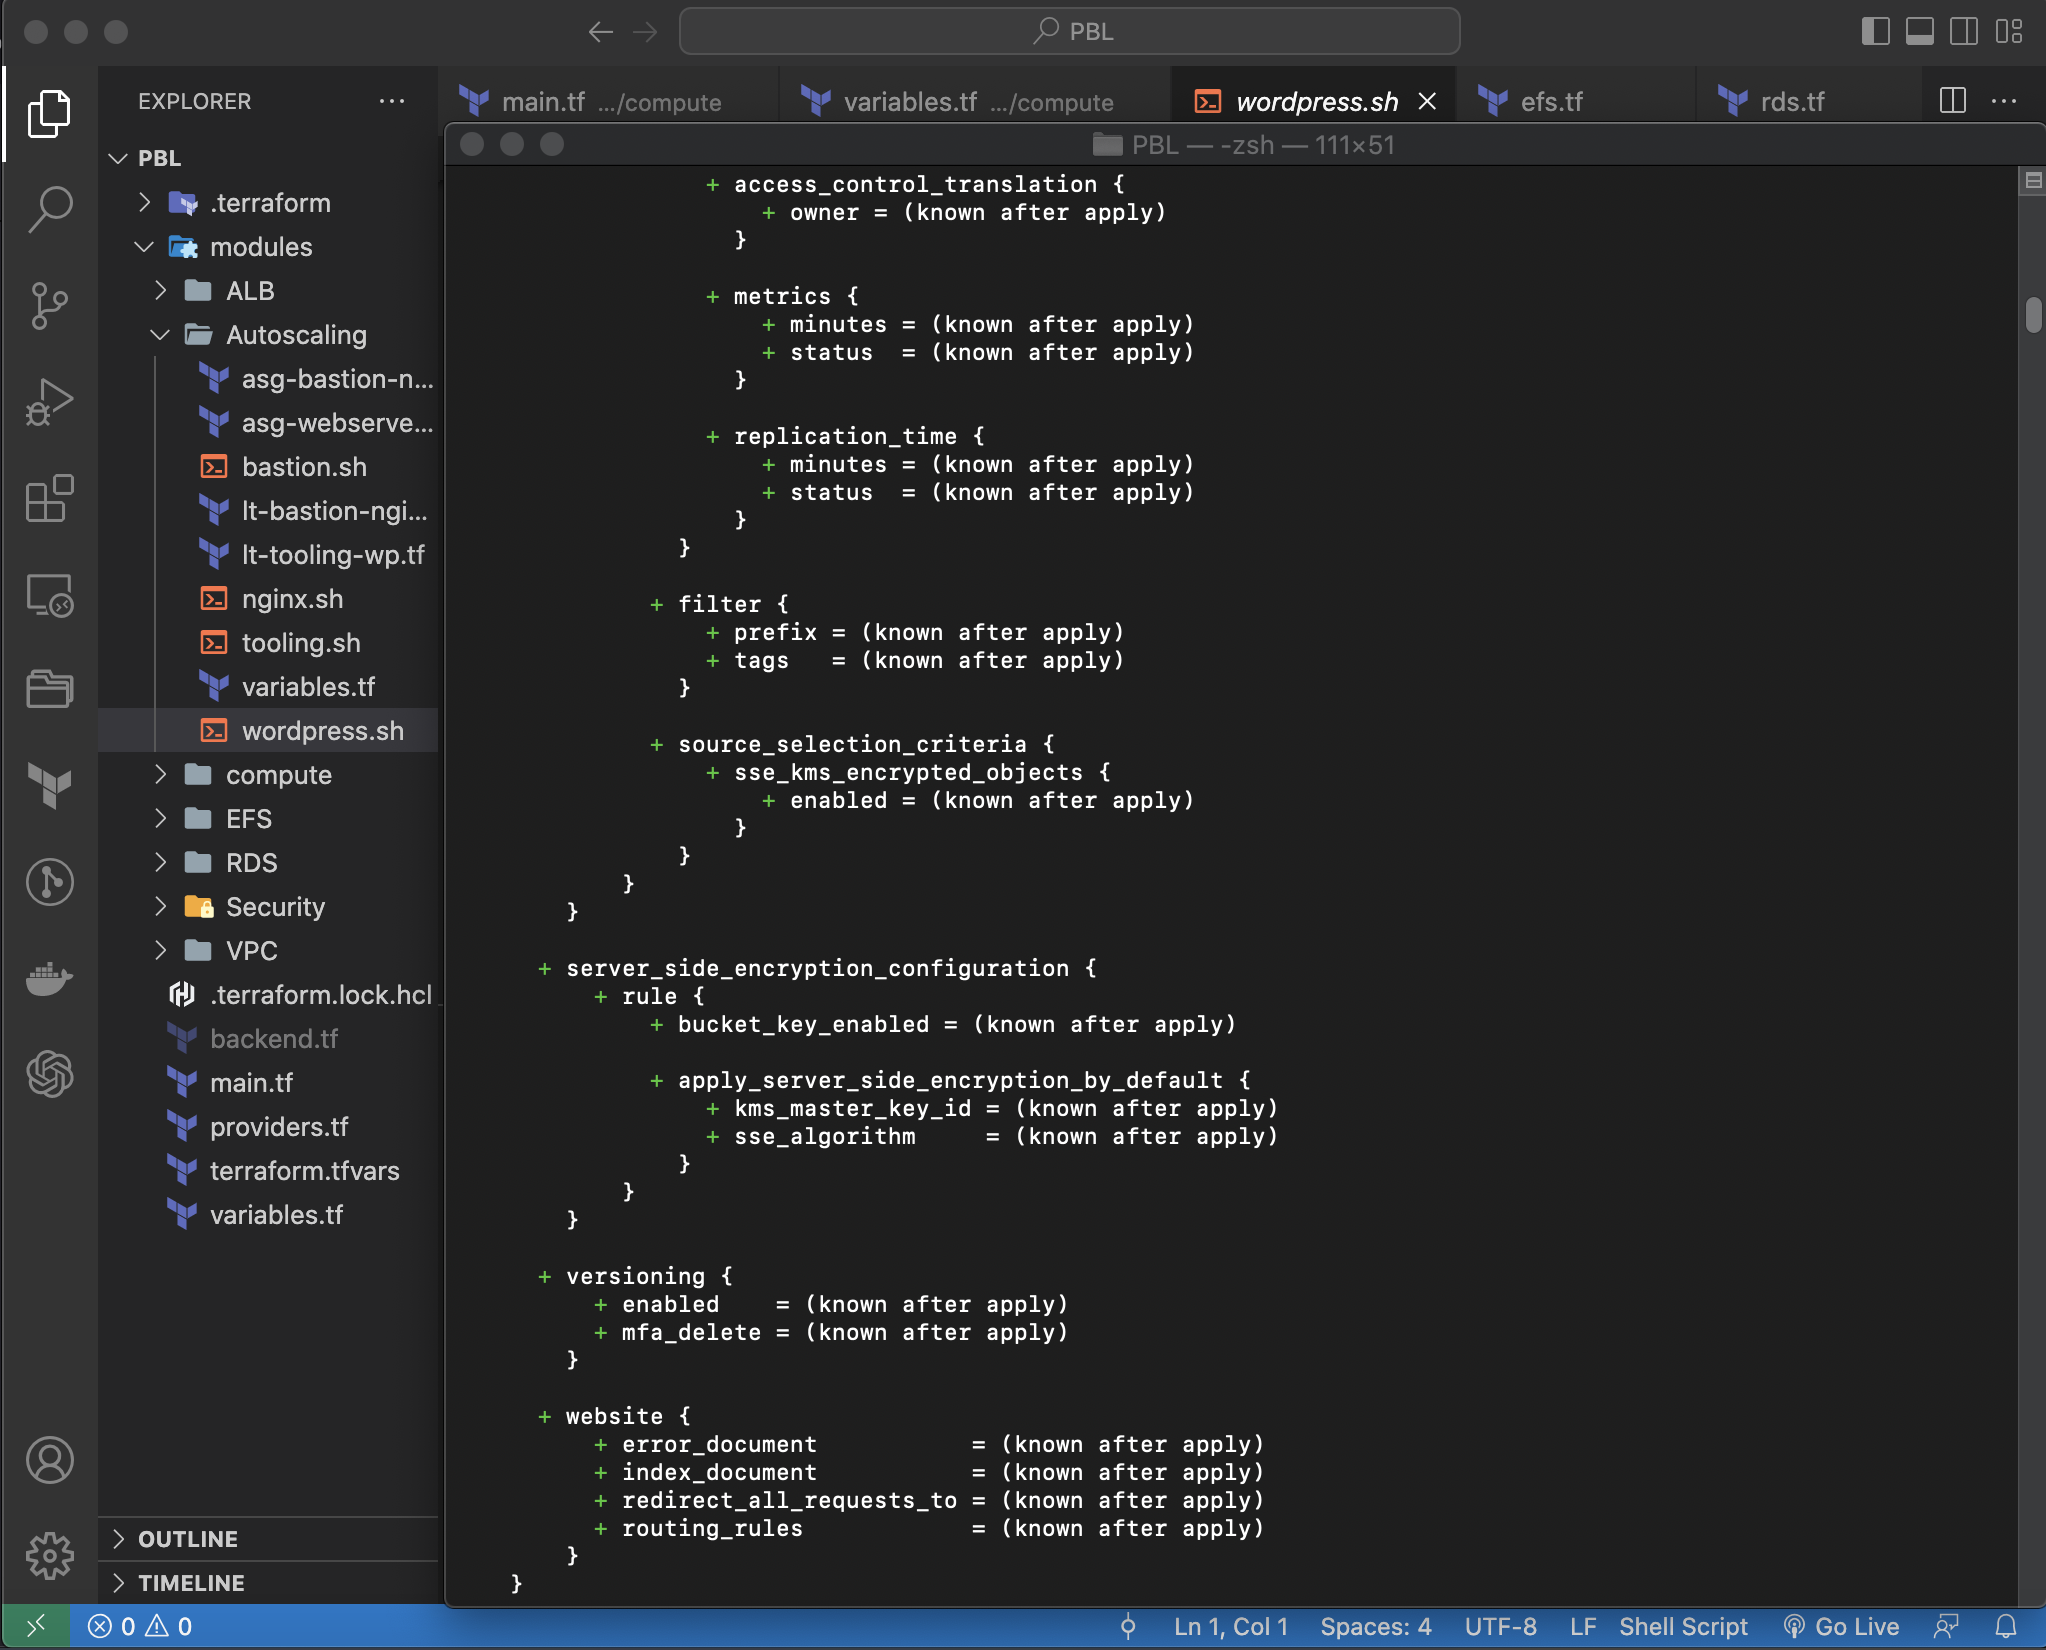 PBL
EXPLORER
main.tf .../compute
variables.tf .../compute
wordpress.sh
efs.tf
rds.tf
PBL
.terraform
modules
ALB
Autoscaling
asg-bastion-n...
asg-webserve...
bastion.sh
lt-bastion-ngi...
lt-tooling-wp.tf
nginx.sh
tooling.sh
variables.tf
wordpress.sh
compute
EFS
RDS
Security
VPC
.terraform.lock.hcl
backend.tf
main.tf
providers.tf
terraform.tfvars
variables.tf
OUTLINE
TIMELINE
PBL — -zsh — 111×51
+ access_control_translation {
+ owner = (known after apply)
}
+ metrics {
+ minutes = (known after apply)
+ status  = (known after apply)
}
+ replication_time {
+ minutes = (known after apply)
+ status  = (known after apply)
}
}
+ filter {
+ prefix = (known after apply)
+ tags   = (known after apply)
}
+ source_selection_criteria {
+ sse_kms_encrypted_objects {
+ enabled = (known after apply)
}
}
}
}
+ server_side_encryption_configuration {
+ rule {
+ bucket_key_enabled = (known after apply)
+ apply_server_side_encryption_by_default {
+ kms_master_key_id = (known after apply)
+ sse_algorithm     = (known after apply)
}
}
}
+ versioning {
+ enabled    = (known after apply)
+ mfa_delete = (known after apply)
}
+ website {
+ error_document           = (known after apply)
+ index_document           = (known after apply)
+ redirect_all_requests_to = (known after apply)
+ routing_rules            = (known after apply)
}
}
0 0 Ln 1, Col 1 Spaces: 4 UTF-8 LF Shell Script Go Live